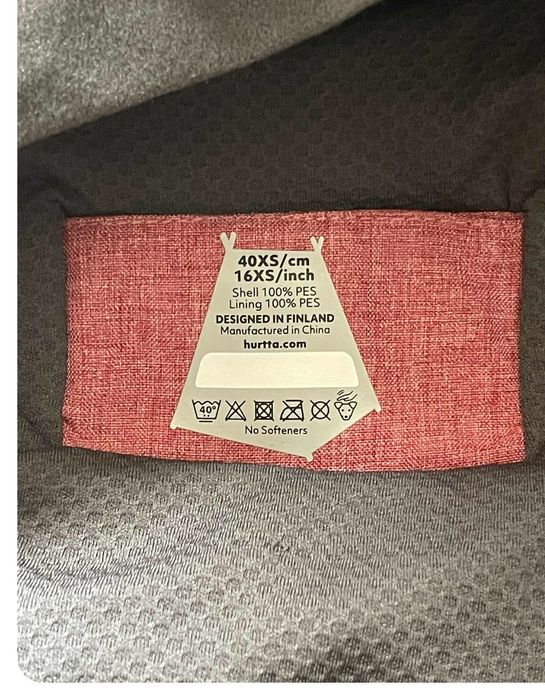 40XS/cm
16XS/inch
Shell 100% PES
Lining 100% PES
DESIGNED IN FINLAND
Manufactured in China
hurtta.com
40°
No Softeners